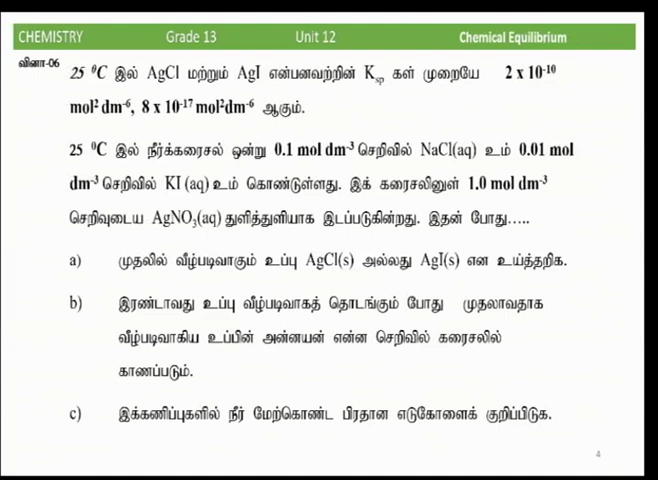 CHEMISTRY Grade 13 Unit 12 Chemical Equilibrium
வினா-06
25 ⁰C இல் AgCl மற்றும் AgI என்பனவற்றின் Kₛₚ கள் முறையே 2 x 10⁻¹⁰
mol² dm⁻⁶, 8 x 10⁻¹⁷ mol²dm⁻⁶ ஆகும்.
25 ⁰C இல் நீர்க்கரைசல் ஒன்று 0.1 mol dm⁻³ செறிவில் NaCl(aq) உம் 0.01 mol
dm⁻³ செறிவில் KI (aq) உம் கொண்டுள்ளது. இக் கரைசலினுள் 1.0 mol dm⁻³
செறிவுடைய AgNO₃(aq) துளித்துளியாக இடப்படுகின்றது. இதன் போது.....
a) முதலில் வீழ்படிவாகும் உப்பு AgCl(s) அல்லது AgI(s) என உய்த்தறிக.
b) இரண்டாவது உப்பு வீழ்படிவாகத் தொடங்கும் போது முதலாவதாக
வீழ்படிவாகிய உப்பின் அன்னயன் என்ன செறிவில் கரைசலில்
காணப்படும்.
c) இக்கணிப்புகளில் நீர் மேற்கொண்ட பிரதான எடுகோளைக் குறிப்பிடுக.
4